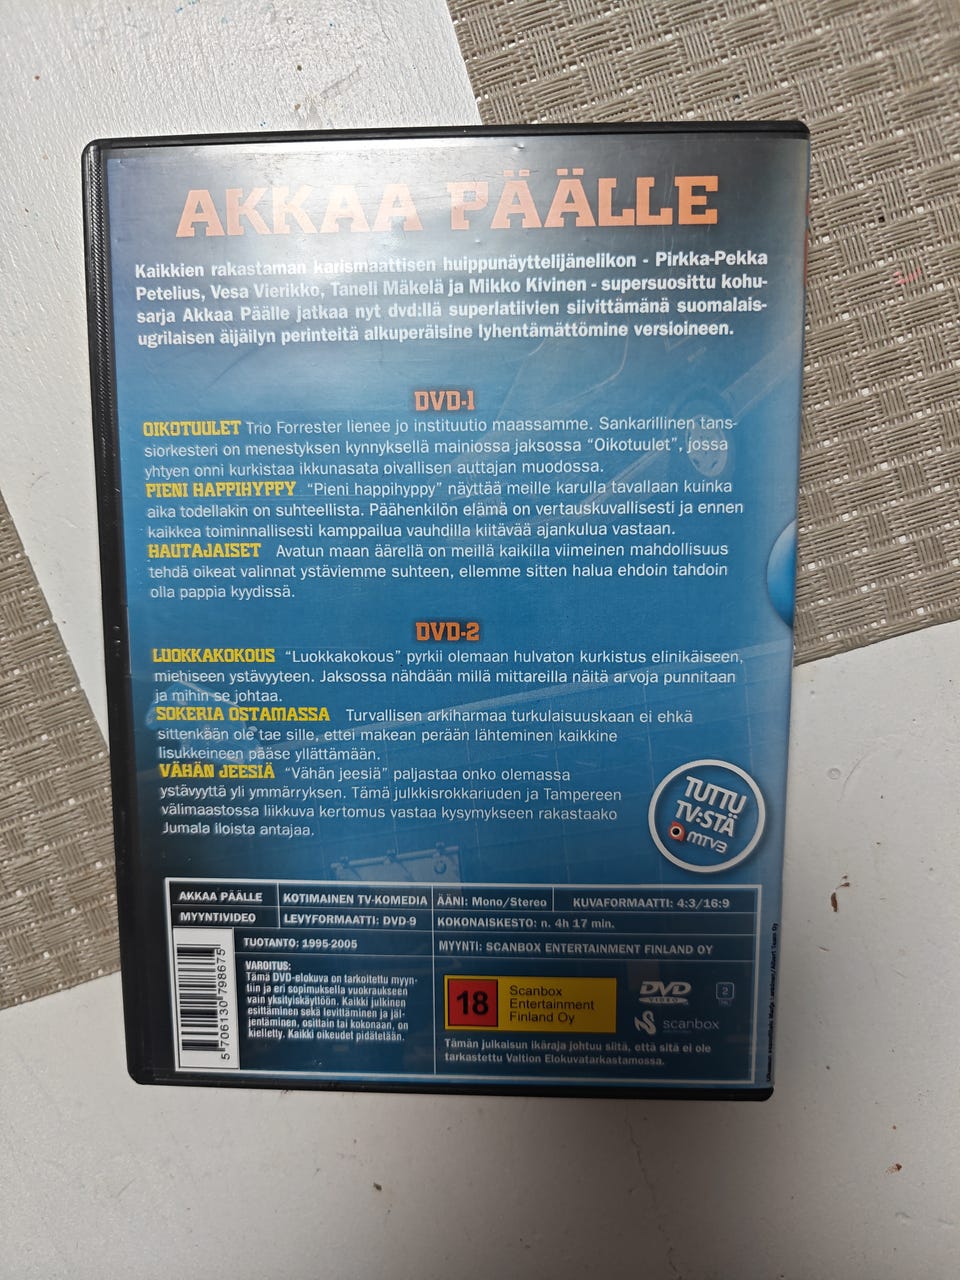 AKKAA PÄÄLLE
Kaikkien rakastaman karismaattisen huippunäyttelijänelikon - Pirkka-Pekka
Petelius, Vesa Vierikko, Taneli Mäkelä ja Mikko Kivinen - supersuosittu kohu-
sarja Akkaa Päälle jatkaa nyt dvd:llä superlatiivien siivittämänä suomalais-
ugrilaisen äijäilyn perinteitä alkuperäisine lyhentämättömine versioineen.
DVD-1
OIKOTUULET Trio Forrester lienee jo instituutio maassamme. Sankarillinen tans-
siorkesteri on menestyksen kynnyksellä mainiossa jaksossa "Oikotuulet", jossa
yhtyen onni kurkistaa ikkunasata oivallisen auttajan muodossa.
PIENI HAPPIHYPPY "Pieni happihyppy" näyttää meille karulla tavallaan kuinka
aika todellakin on suhteellista. Päähenkilön elämä on vertauskuvallisesti ja ennen
kaikkea toiminnallisesti kamppailua vauhdilla kiitävää ajankulua vastaan.
HAUTAJAISET Avatun maan äärellä on meillä kaikilla viimeinen mahdollisuus
tehdä oikeat valinnat ystäviemme suhteen, ellemme sitten halua ehdoin tahdoin
olla pappia kyydissä.
DVD-2
LUOKKAKOKOUS "Luokkakokous" pyrkii olemaan hulvaton kurkistus elinikäiseen,
miehiseen ystävyyteen. Jaksossa nähdään millä mittareilla näitä arvoja punnitaan
ja mihin se johtaa.
SOKERIA OSTAMASSA Turvallisen arkiharmaa turkulaisuuskaan ei ehkä
sittenkään ole tae sille, ettei makean perään lähteminen kaikkine
lisukkeineen pääse yllättämään.
VÄHÄN JEESIÄ "Vähän jeesiä" paljastaa onko olemassa
ystävyyttä yli ymmärryksen. Tämä julkkisrokkariuden ja Tampereen
välimaastossa liikkuva kertomus vastaa kysymykseen rakastaako
Jumala iloista antajaa.
TUTTU
TV:STÄ
MTV3
AKKAA PÄÄLLE KOTIMAINEN TV-KOMEDIA ÄÄNI: Mono/Stereo KUVAFORMAATTI: 4:3/16:9
MYYNTIVIDEO LEVYFORMAATTI: DVD-9 KOKONAISKESTO: n. 4h 17 min.
TUOTANTO: 1995-2005 MYYNTI: SCANBOX ENTERTAINMENT FINLAND OY
VAROITUS:
Tämä DVD-elokuva on tarkoitettu myyn-
tiin ja eri sopimuksella vuokraukseen
vain yksityiskäyttöön. Kaikki julkinen
esittäminen sekä levittäminen ja jäl-
jentäminen, osittain tai kokonaan, on
kielletty. Kaikki oikeudet pidätetään.
5 706130 798675
18
Scanbox
Entertainment
Finland Oy
DVD
VIDEO
2
scanbox
Tämän julkaisun ikäraja johtuu siitä, että sitä ei ole
tarkastettu Valtion Elokuvatarkastamossa.